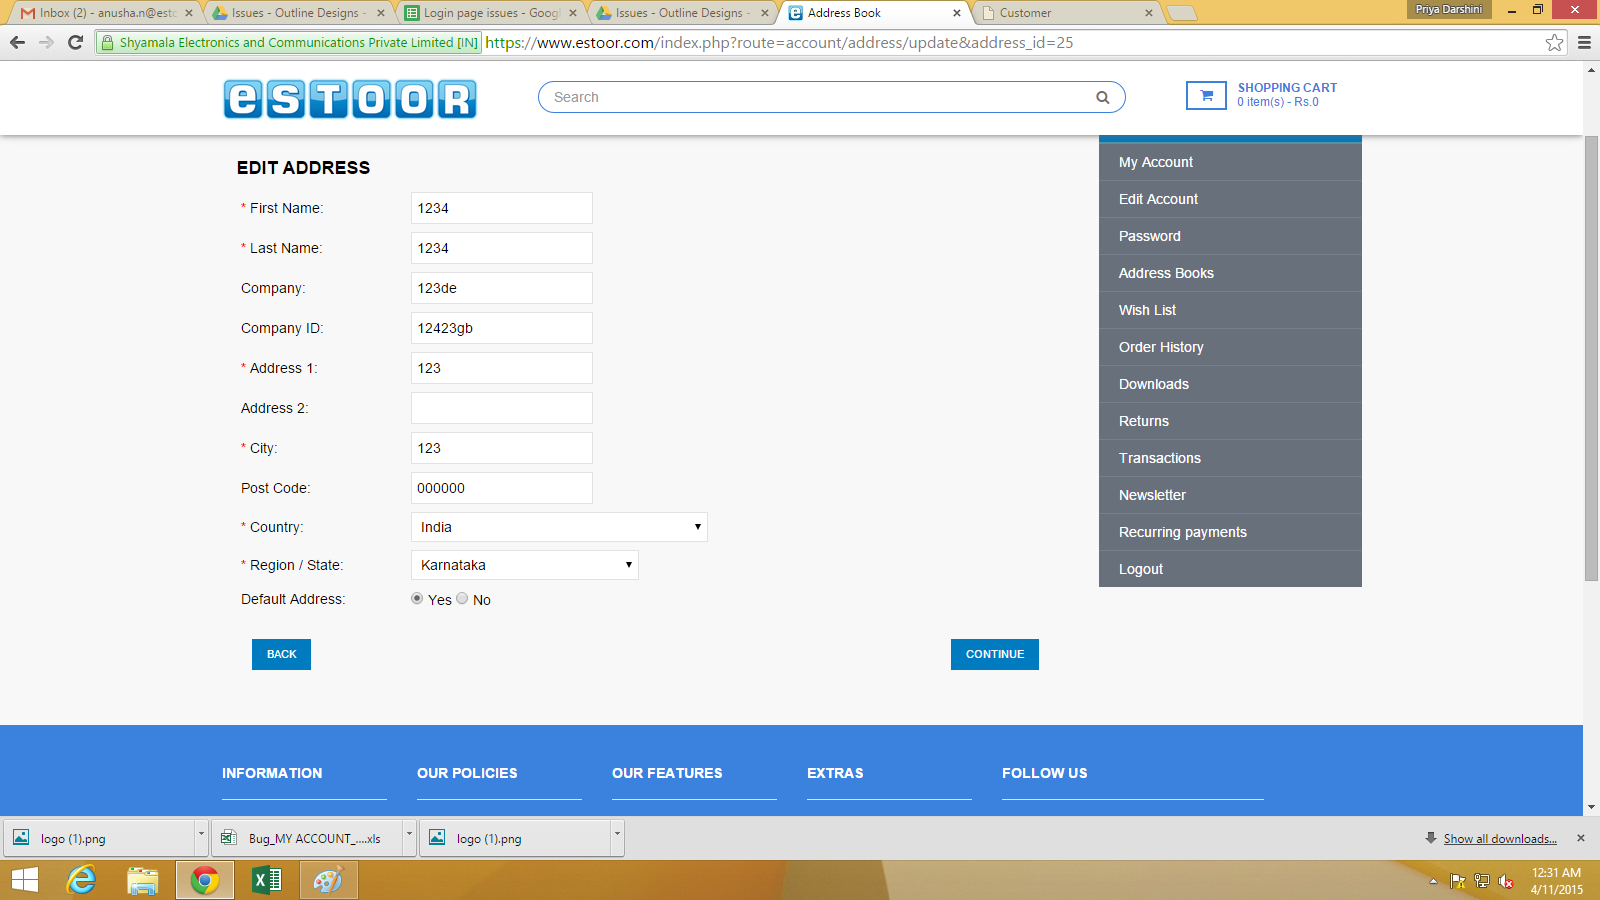 Inbox (2) - anusha.n@esto
Issues - Outline Designs -
Login page issues - Googl
Issues - Outline Designs -
Address Book
Customer
Priya Darshini
Shyamala Electronics and Communications Private Limited [IN]
https://www.estoor.com/index.php?route=account/address/update&address_id=25
eSTOOR
Search
SHOPPING CART
0 item(s) - Rs.0
EDIT ADDRESS
* First Name: 1234
* Last Name: 1234
Company: 123de
Company ID: 12423gb
* Address 1: 123
Address 2:
* City: 123
Post Code: 000000
* Country: India
* Region / State: Karnataka
Default Address: Yes No
BACK
CONTINUE
My Account
Edit Account
Password
Address Books
Wish List
Order History
Downloads
Returns
Transactions
Newsletter
Recurring payments
Logout
INFORMATION
OUR POLICIES
OUR FEATURES
EXTRAS
FOLLOW US
logo (1).png
Bug_MY ACCOUNT_....xls
logo (1).png
Show all downloads...
12:31 AM
4/11/2015